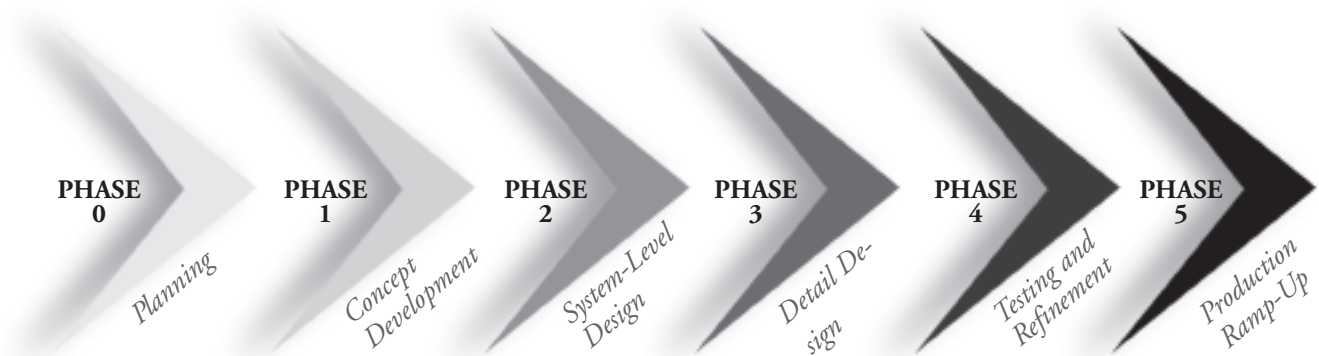 PHASE
0
Planning
PHASE
1
Concept
Development
PHASE
2
System-Level
Design
PHASE
3
Detail De-
sign
PHASE
4
Testing and
Refinement
PHASE
5
Production
Ramp-Up